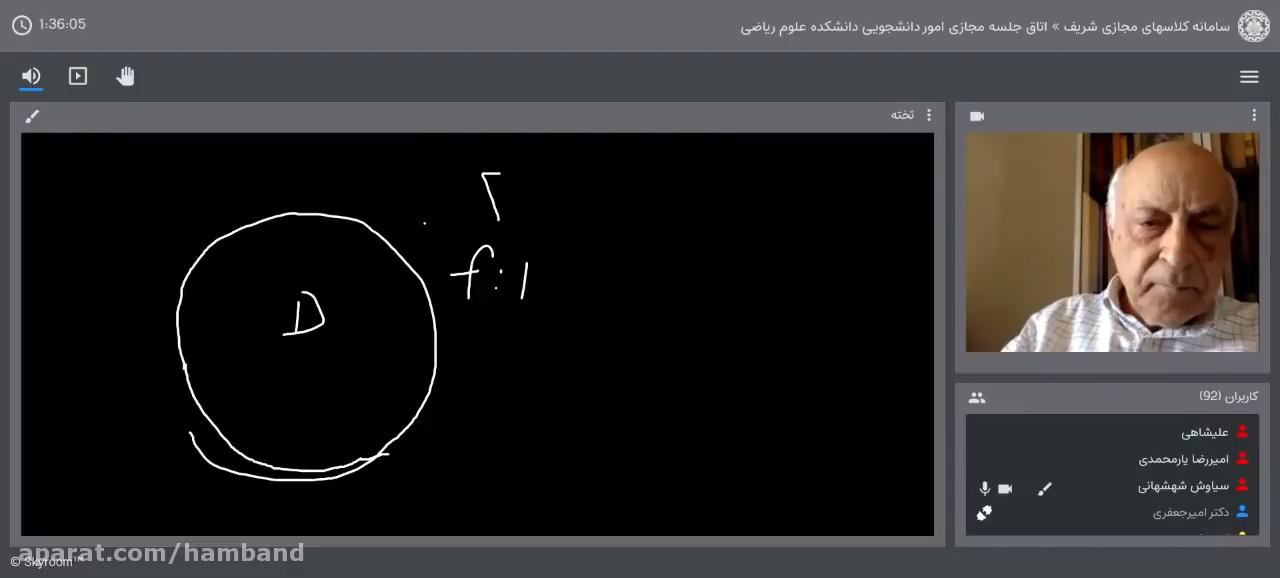 1:36:05
سامانه کلاسهای مجازی شریف » اتاق جلسه مجازی امور دانشجویی دانشکده علوم ریاضی
تخته
D
f:
کاربران (92)
علیشاهی
امیررضا یارمحمدی
سیاوش شهشهانی
دکتر امیرجعفری
aparat.com/hamband
© Skyroom™